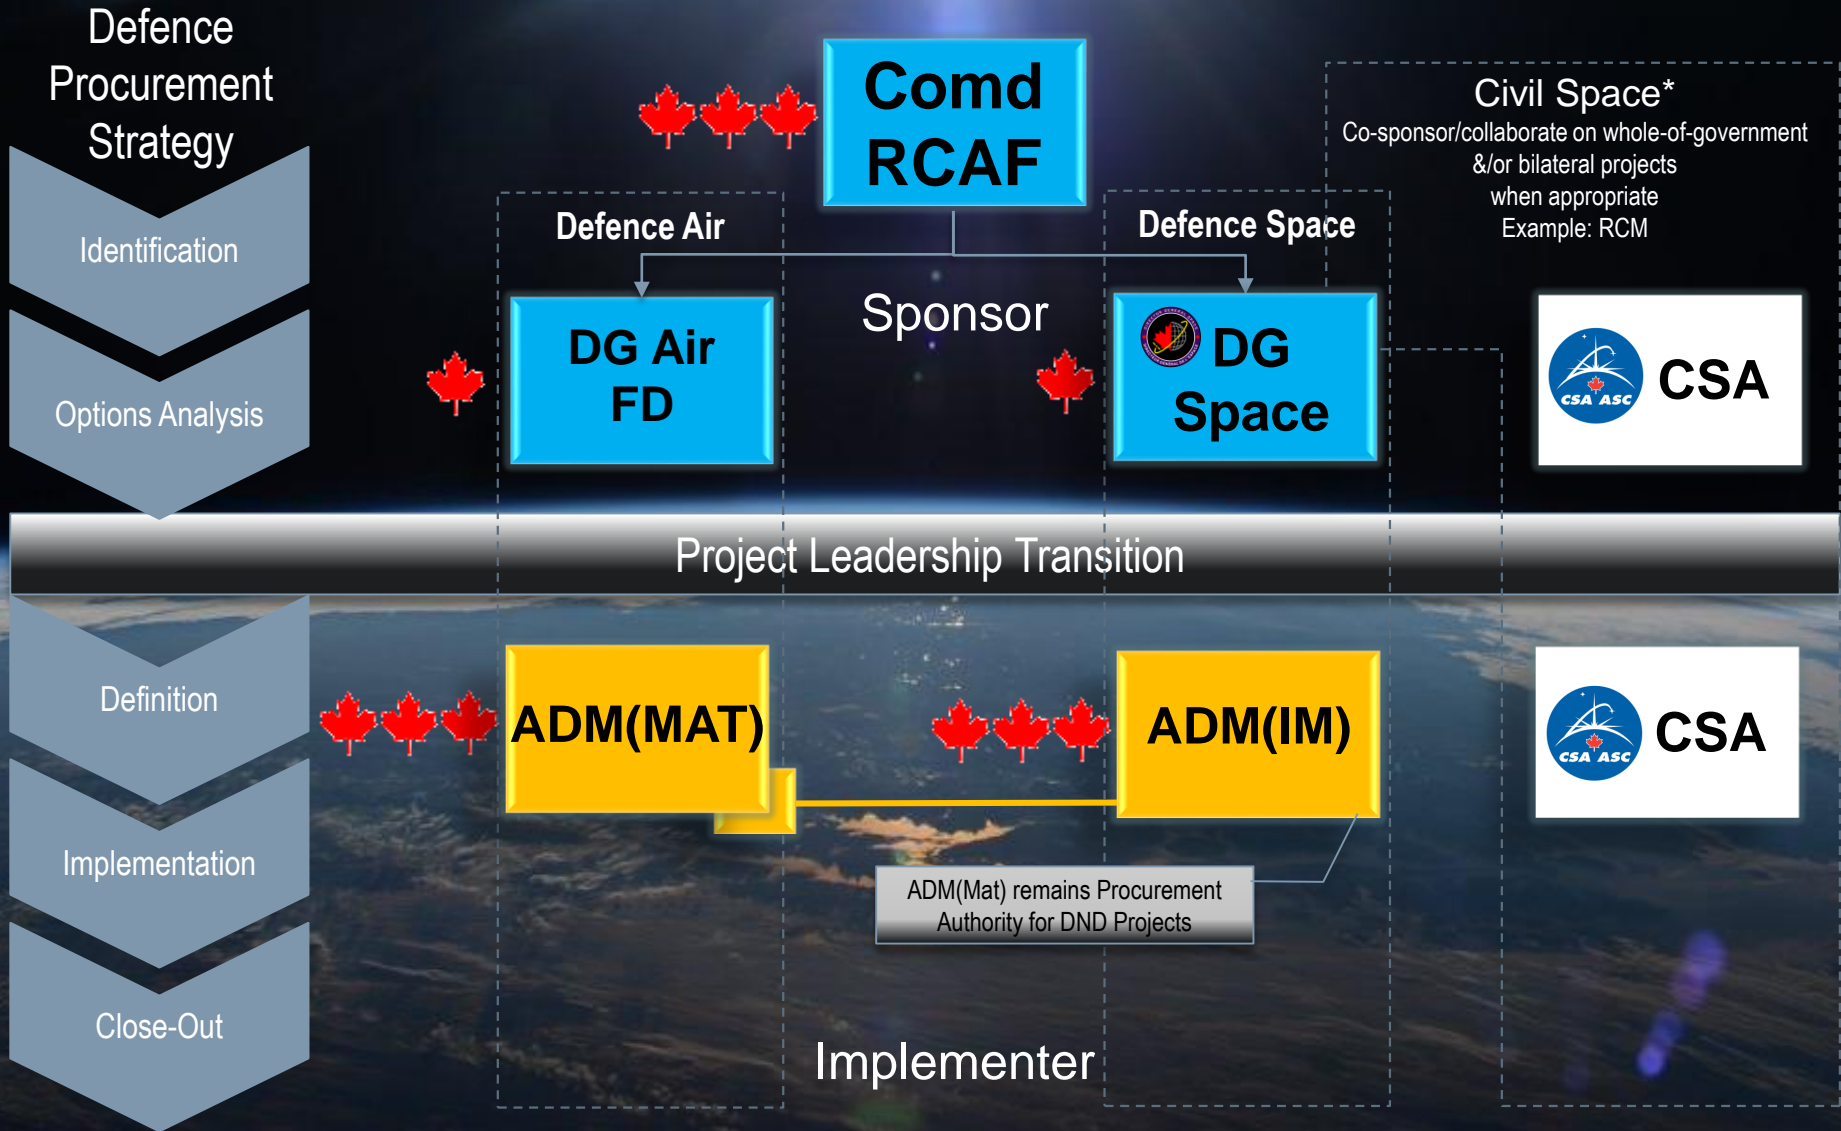 Defence
Procurement
Strategy
Identification
Options Analysis
Comd
RCAF
Civil Space*
Co-sponsor/collaborate on whole-of-government
&/or bilateral projects
when appropriate
Example: RCM
Defence Air
Defence Space
Sponsor
DG Air
FD
DG
Space
CSA ASC
CSA
Project Leadership Transition
Definition
Implementation
Close-Out
ADM(MAT)
ADM(IM)
CSA ASC
CSA
ADM(Mat) remains Procurement
Authority for DND Projects
Implementer